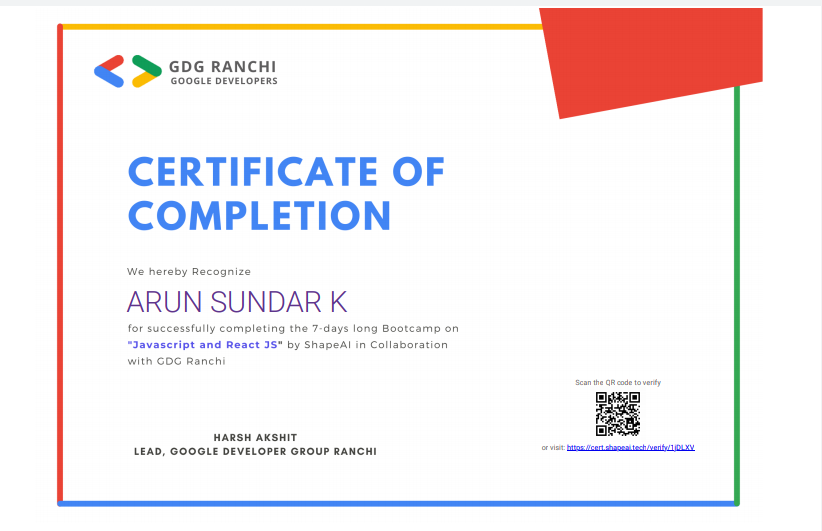 GDG RANCHI
GOOGLE DEVELOPERS
CERTIFICATE OF
COMPLETION
We hereby Recognize
ARUN SUNDAR K
for successfully completing the 7-days long Bootcamp on
"Javascript and React JS" by ShapeAI in Collaboration
with GDG Ranchi
Scan the QR code to verify
or visit: https://cert.shapeai.tech/verify/1jDLXV
HARSH AKSHIT
LEAD, GOOGLE DEVELOPER GROUP RANCHI